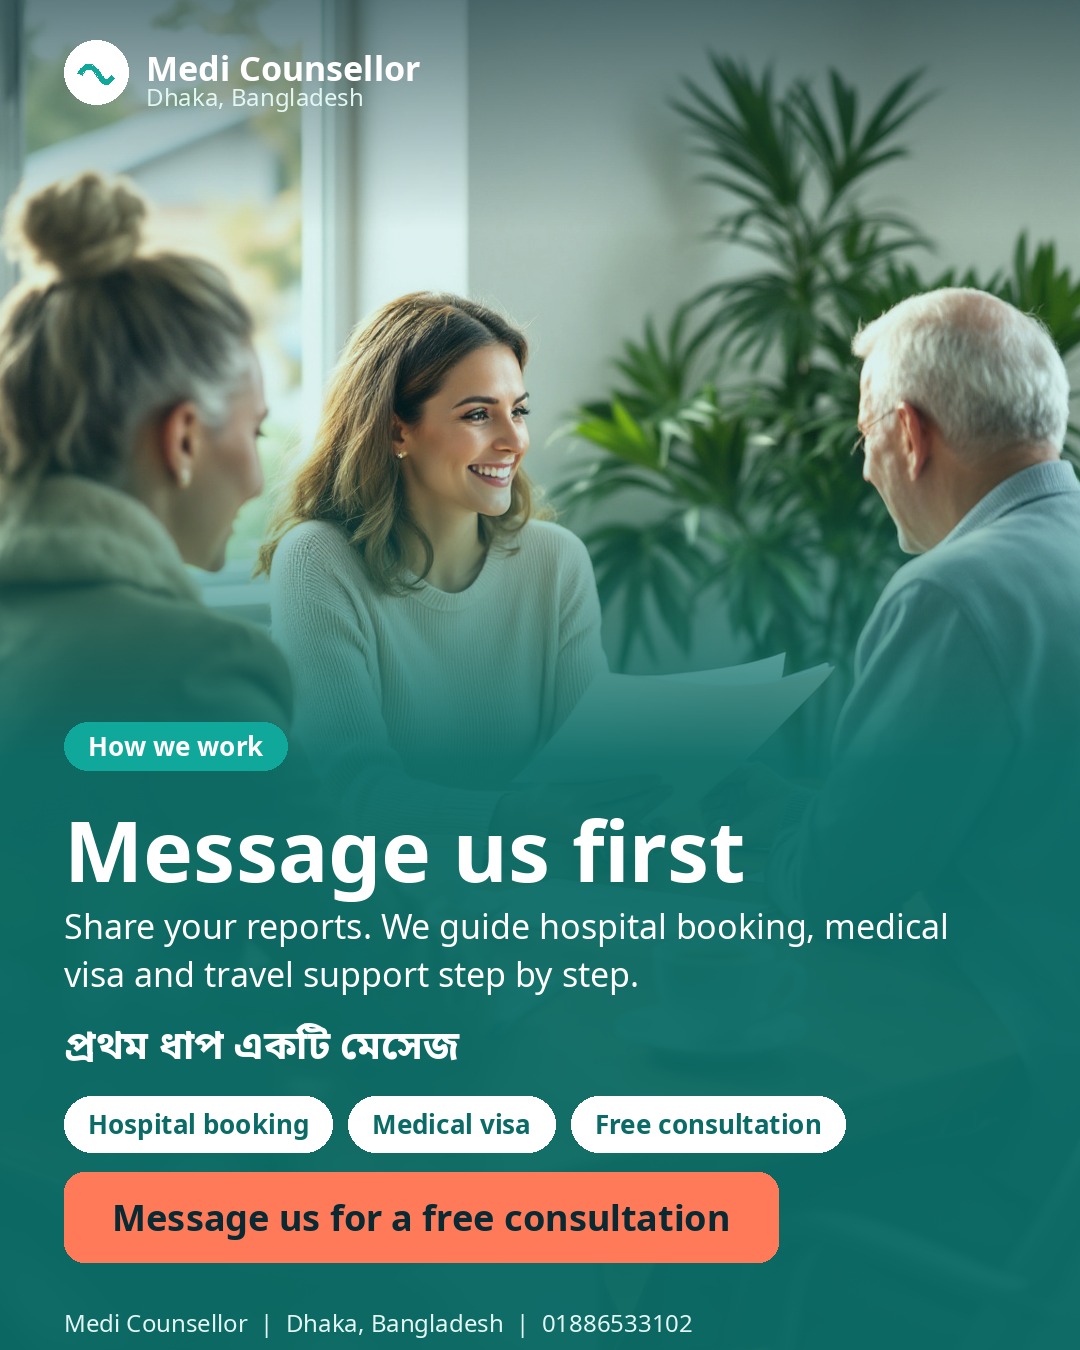 Medi Counsellor
Dhaka, Bangladesh
How we work
Message us first
Share your reports. We guide hospital booking, medical
visa and travel support step by step.
প্রথম ধাপ একটি মেসেজ
Hospital booking
Medical visa
Free consultation
Message us for a free consultation
Medi Counsellor | Dhaka, Bangladesh | 01886533102